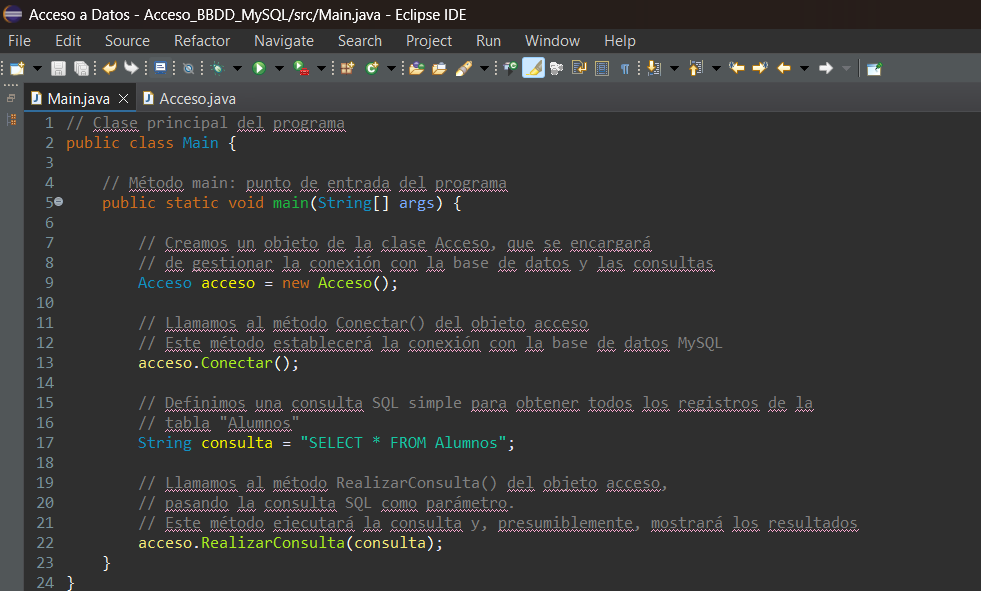 Acceso a Datos - Acceso_BBDD_MySQL/src/Main.java - Eclipse IDE
File Edit Source Refactor Navigate Search Project Run Window Help
Main.java Acceso.java
1 // Clase principal del programa
2 public class Main {
3
4 // Método main: punto de entrada del programa
5 public static void main(String[] args) {
6
7 // Creamos un objeto de la clase Acceso, que se encargará
8 // de gestionar la conexión con la base de datos y las consultas
9 Acceso acceso = new Acceso();
10
11 // Llamamos al método Conectar() del objeto acceso
12 // Este método establecerá la conexión con la base de datos MySQL
13 acceso.Conectar();
14
15 // Definimos una consulta SQL simple para obtener todos los registros de la
16 // tabla "Alumnos"
17 String consulta = "SELECT * FROM Alumnos";
18
19 // Llamamos al método RealizarConsulta() del objeto acceso,
20 // pasando la consulta SQL como parámetro.
21 // Este método ejecutará la consulta y, presumiblemente, mostrará los resultados
22 acceso.RealizarConsulta(consulta);
23 }
24 }